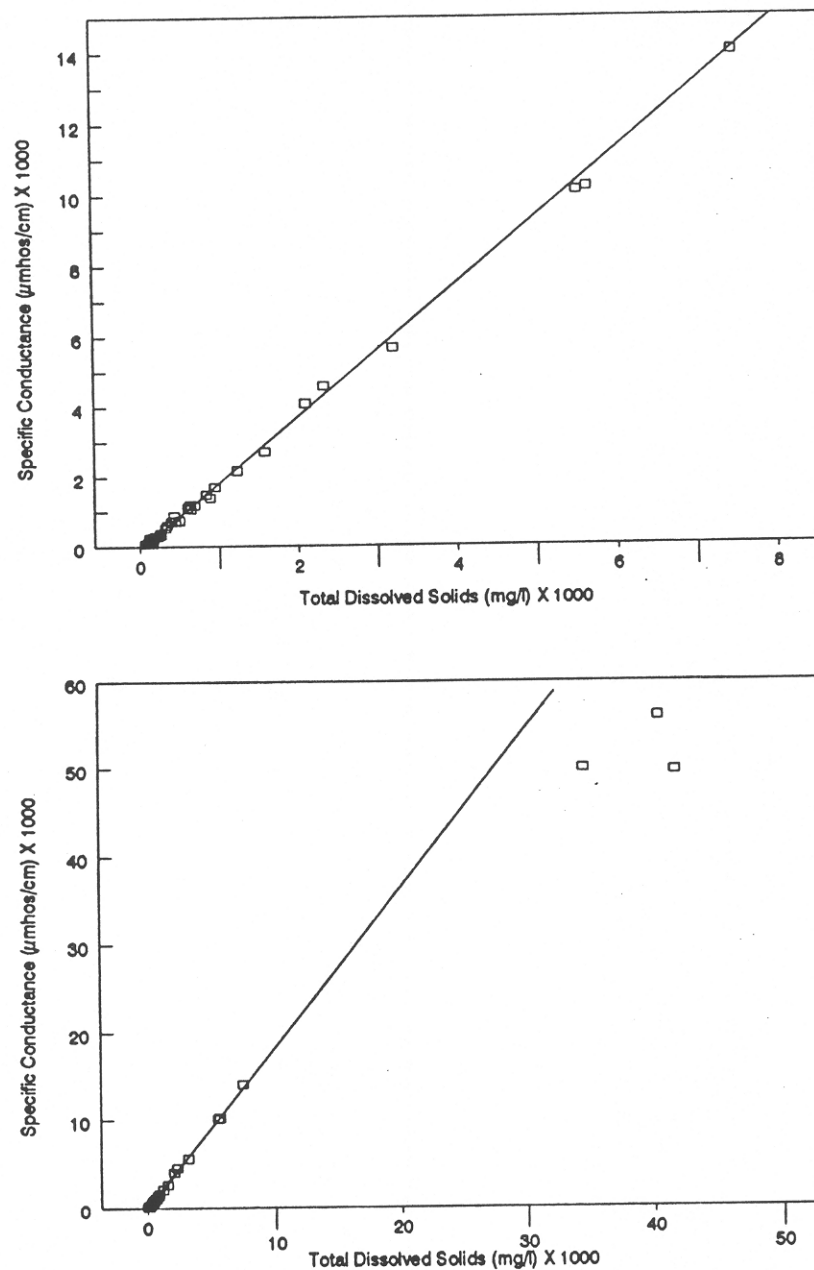 14
12
10
8
6
4
2
0
Specific Conductance (µmhos/cm) X 1000
0 2 4 6 8
Total Dissolved Solids (mg/l) X 1000
60
50
40
30
20
10
0
Specific Conductance (µmhos/cm) X 1000
0 10 20 30 40 50
Total Dissolved Solids (mg/l) X 1000